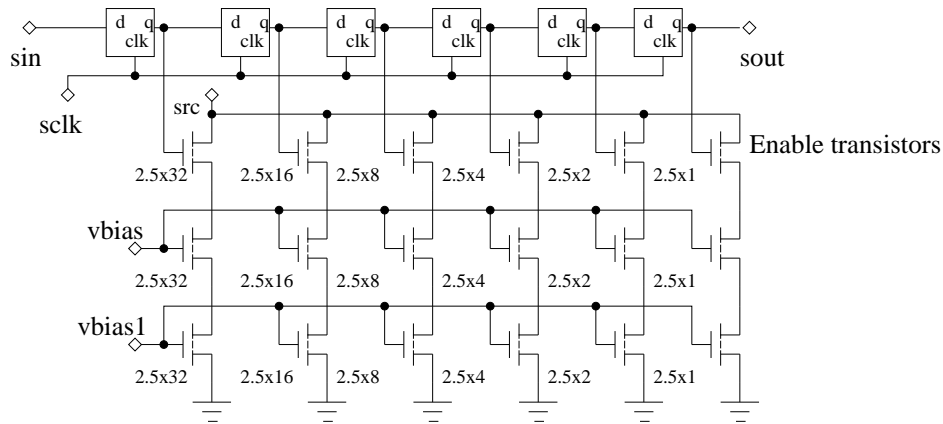 d q d q d q d q d q d q
clk clk clk clk clk clk
sin sout
sclk src
Enable transistors
2.5x32 2.5x16 2.5x8 2.5x4 2.5x2 2.5x1
vbias
2.5x32 2.5x16 2.5x8 2.5x4 2.5x2 2.5x1
vbias1
2.5x32 2.5x16 2.5x8 2.5x4 2.5x2 2.5x1